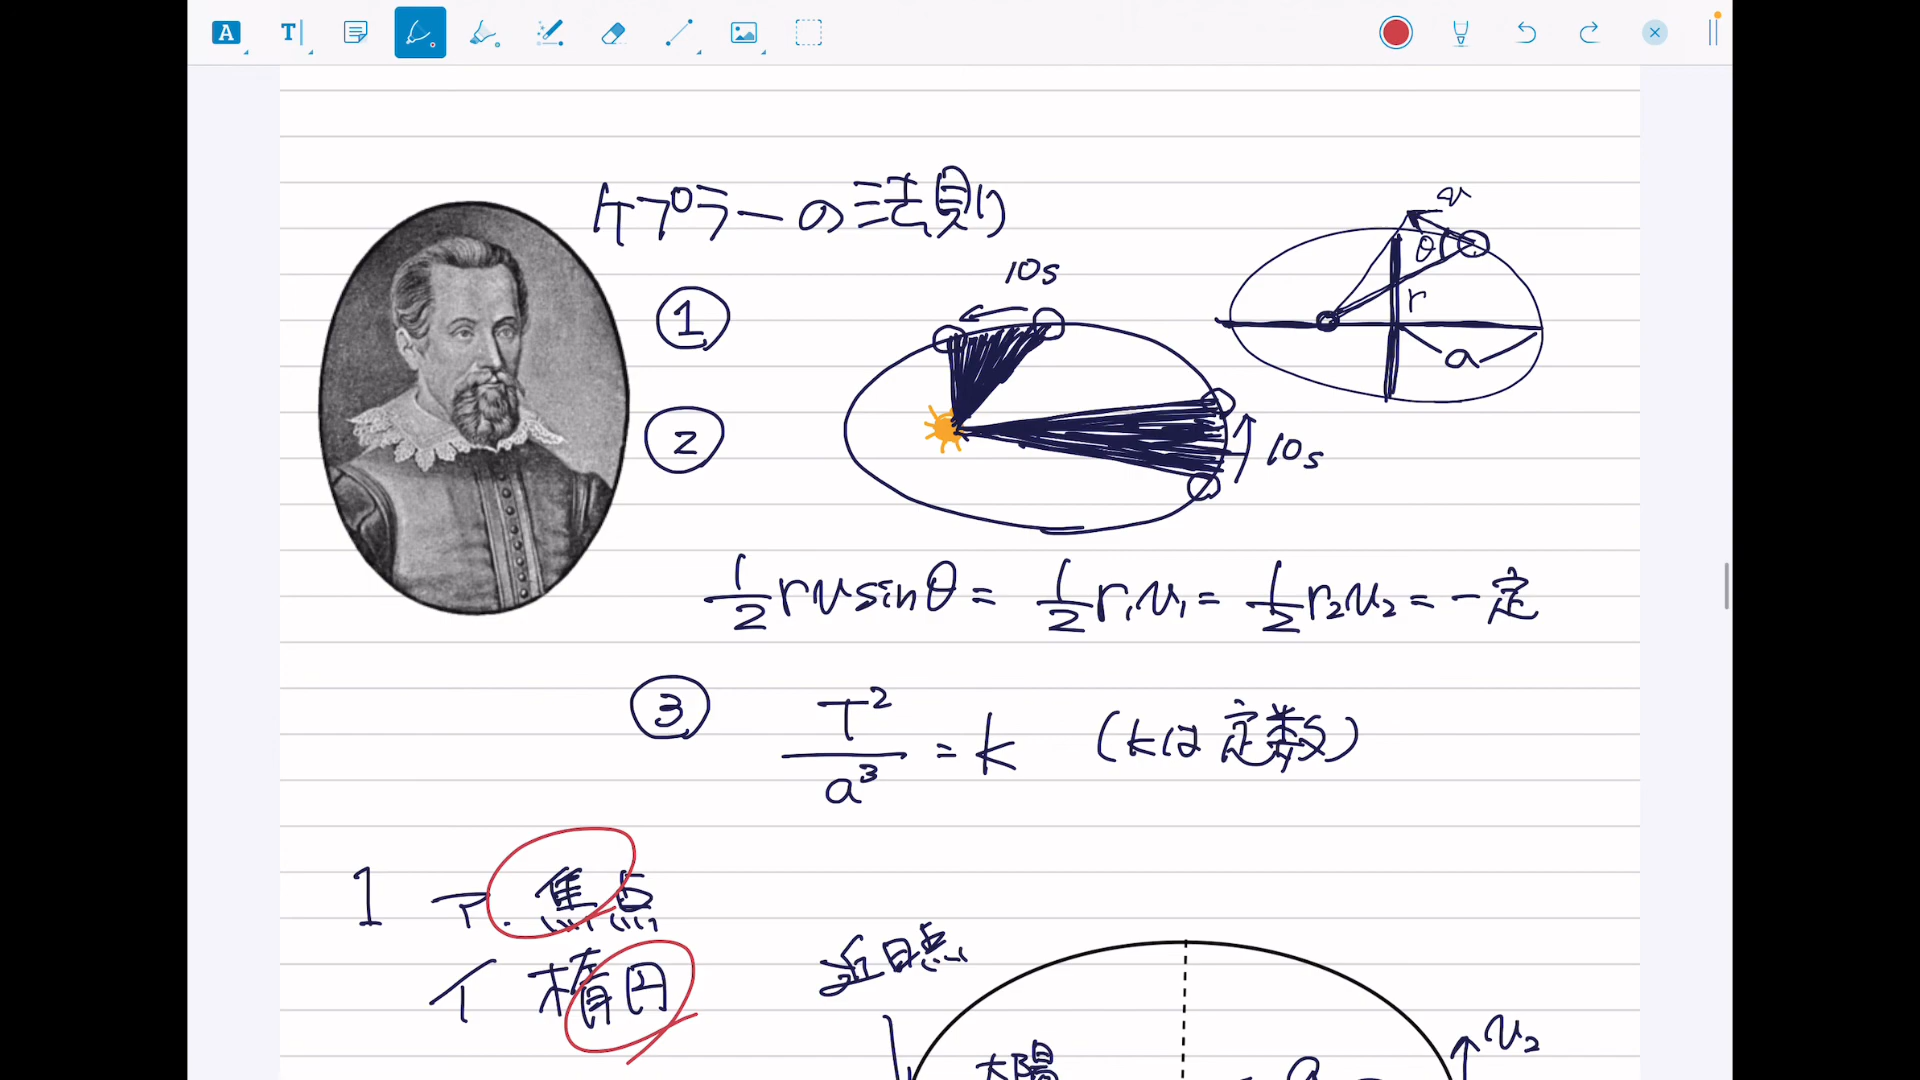 ケプラーの法則
①
10s
v
θ
r
a
②
10s
1/2 rv sinθ = 1/2 r₁v₁ = 1/2 r₂v₂ = 一定
③ T²/a³ = k (kは定数)
1 ア. 焦点
イ 楕円
近日点
太陽
a
v₂